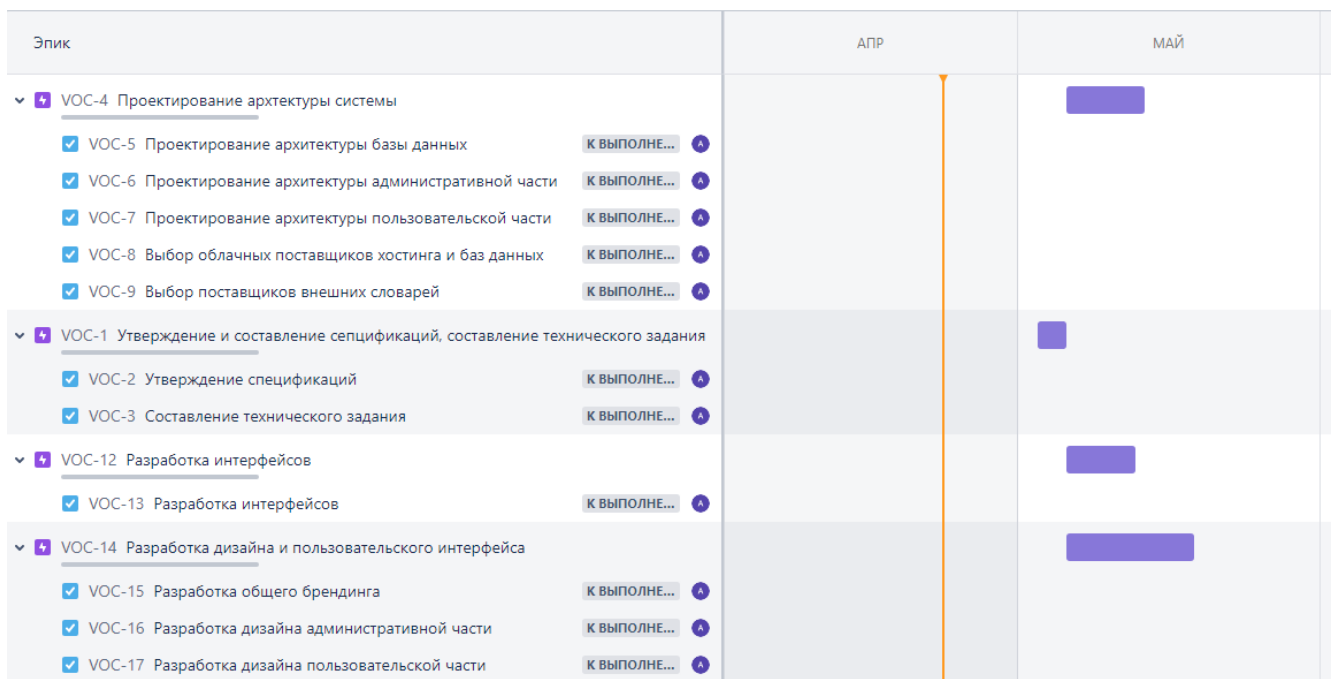 Эпик АПР МАЙ
VOC-4 Проектированиеархтектуры системы
VOC-5 Проектирование архитектуры базы данных К ВЫПОЛНЕ... A
VOC-6 Проектирование архитектуры административной части К ВЫПОЛНЕ... A
VOC-7 Проектирование архитектуры пользовательской части К ВЫПОЛНЕ... A
VOC-8 Выбор облачных поставщиков хостинга и баз данных К ВЫПОЛНЕ... A
VOC-9 Выбор поставщиков внешних словарей К ВЫПОЛНЕ... A
VOC-1 Утверждение и составление сепцификаций, составление технического задания
VOC-2 Утверждение спецификаций К ВЫПОЛНЕ... A
VOC-3 Составление технического задания К ВЫПОЛНЕ... A
VOC-12 Разработка интерфейсов
VOC-13 Разработка интерфейсов К ВЫПОЛНЕ... A
VOC-14 Разработка дизайна и пользовательского интерфейса
VOC-15 Разработка общего брендинга К ВЫПОЛНЕ... A
VOC-16 Разработка дизайна административной части К ВЫПОЛНЕ... A
VOC-17 Разработка дизайна пользовательской части К ВЫПОЛНЕ... A